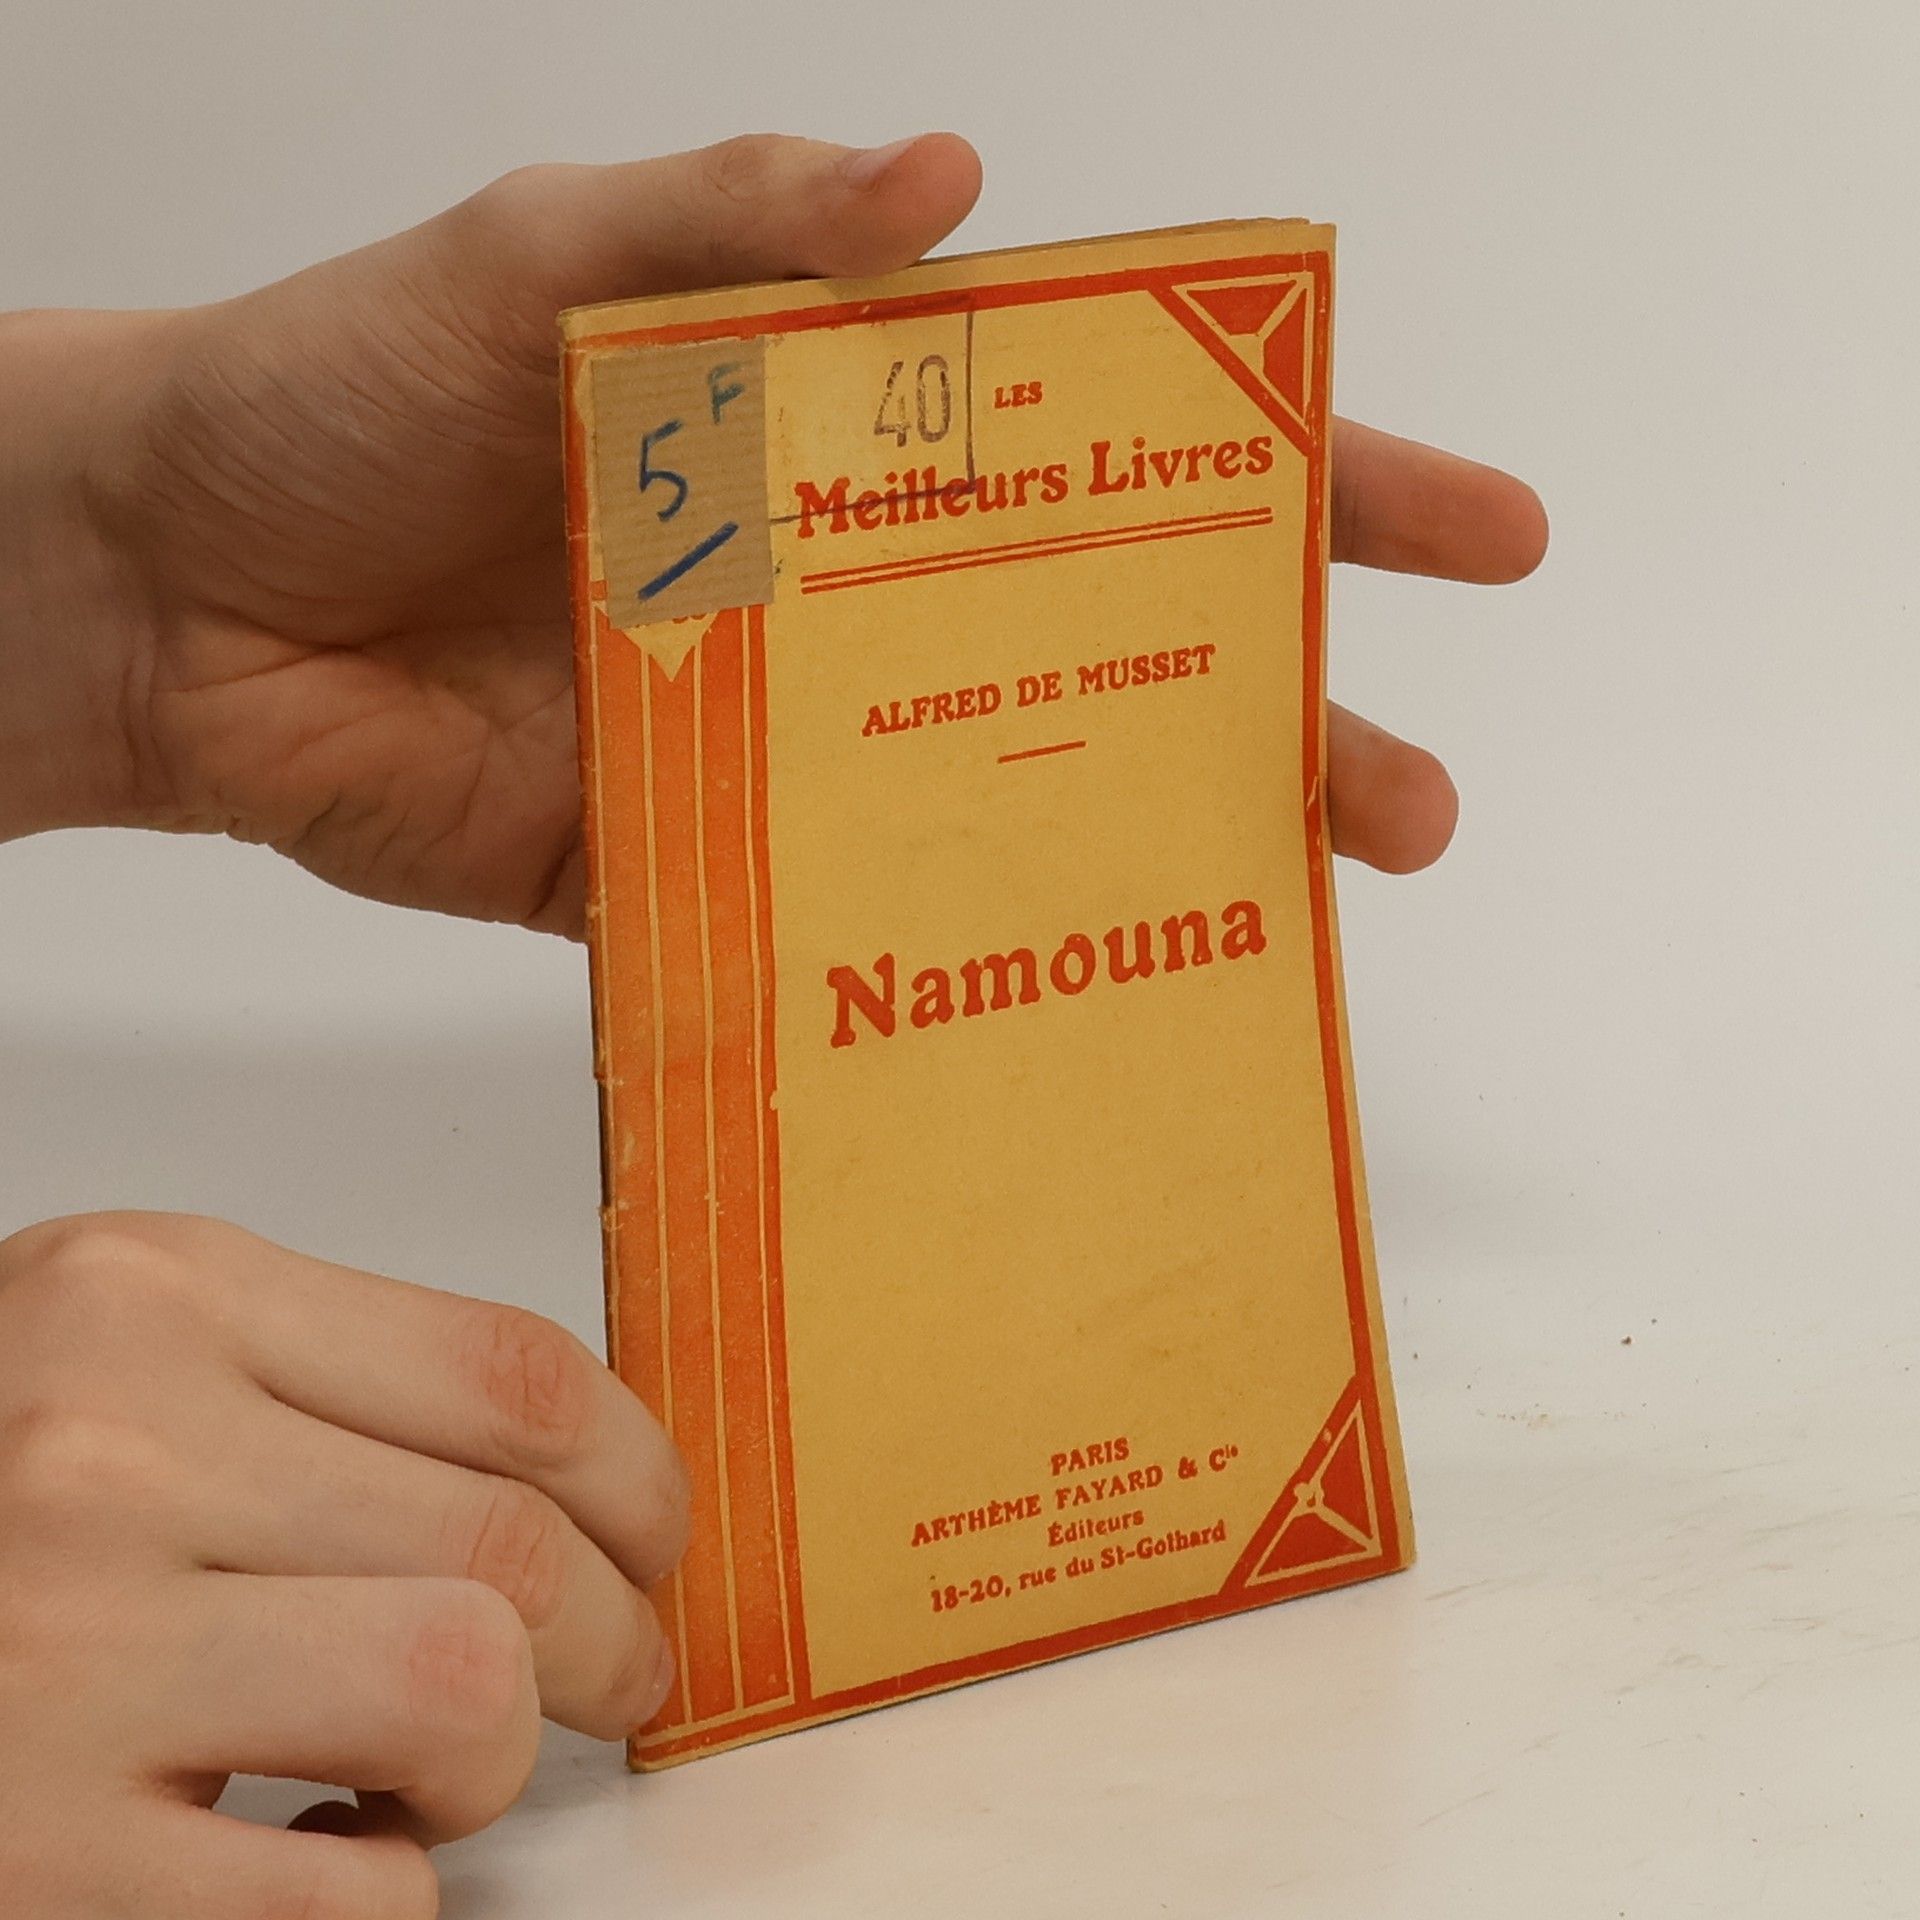 5 F
40
LES
Meilleurs Livres
ALFRED DE MUSSET
Namouna
PARIS
ARTHÈME FAYARD & Cie
Éditeurs
18-20, rue du St-Gothard